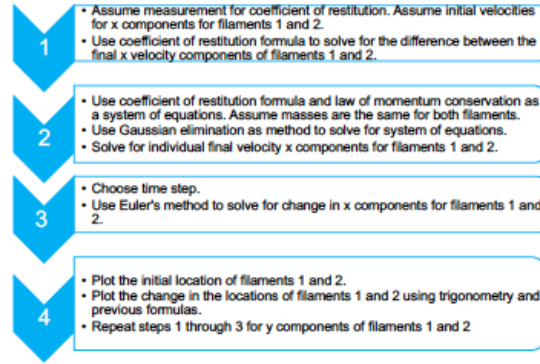 1
• Assume measurement for coefficient of restitution. Assume initial velocities
for x components for filaments 1 and 2.
• Use coefficient of restitution formula to solve for the difference between the
final x velocity components of filaments 1 and 2.
2
• Use coefficient of restitution formula and law of momentum conservation as
a system of equations. Assume masses are the same for both filaments.
• Use Gaussian elimination as method to solve for system of equations.
• Solve for individual final velocity x components for filaments 1 and 2.
3
• Choose time step.
• Use Euler's method to solve for change in x components for filaments 1 and
2.
4
• Plot the initial location of filaments 1 and 2.
• Plot the change in the locations of filaments 1 and 2 using trigonometry and
previous formulas.
• Repeat steps 1 through 3 for y components of filaments 1 and 2